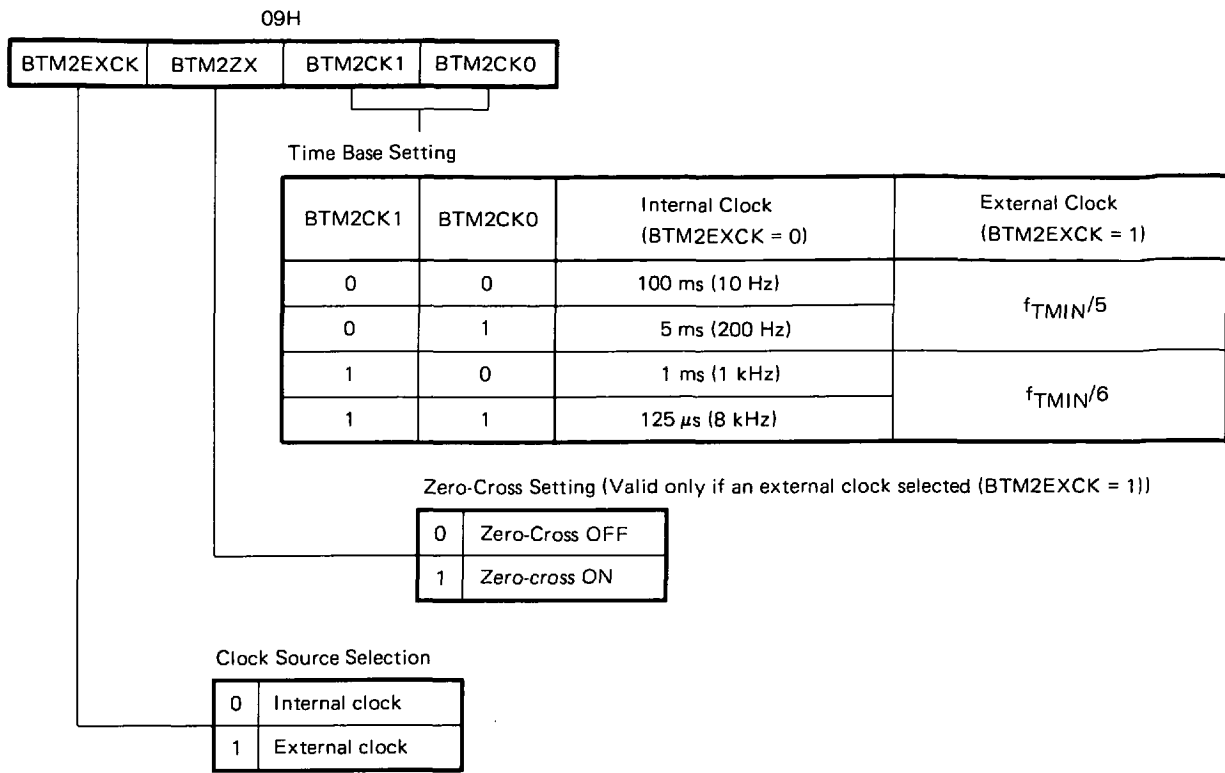 09H
BTM2EXCK BTM2ZX BTM2CK1 BTM2CK0
Time Base Setting
BTM2CK1 BTM2CK0 Internal Clock (BTM2EXCK = 0) External Clock (BTM2EXCK = 1)
0 0 100 ms (10 Hz) fTMIN/5
0 1 5 ms (200 Hz)
1 0 1 ms (1 kHz) fTMIN/6
1 1 125 μs (8 kHz)
Zero-Cross Setting (Valid only if an external clock selected (BTM2EXCK = 1))
0 Zero-Cross OFF
1 Zero-cross ON
Clock Source Selection
0 Internal clock
1 External clock